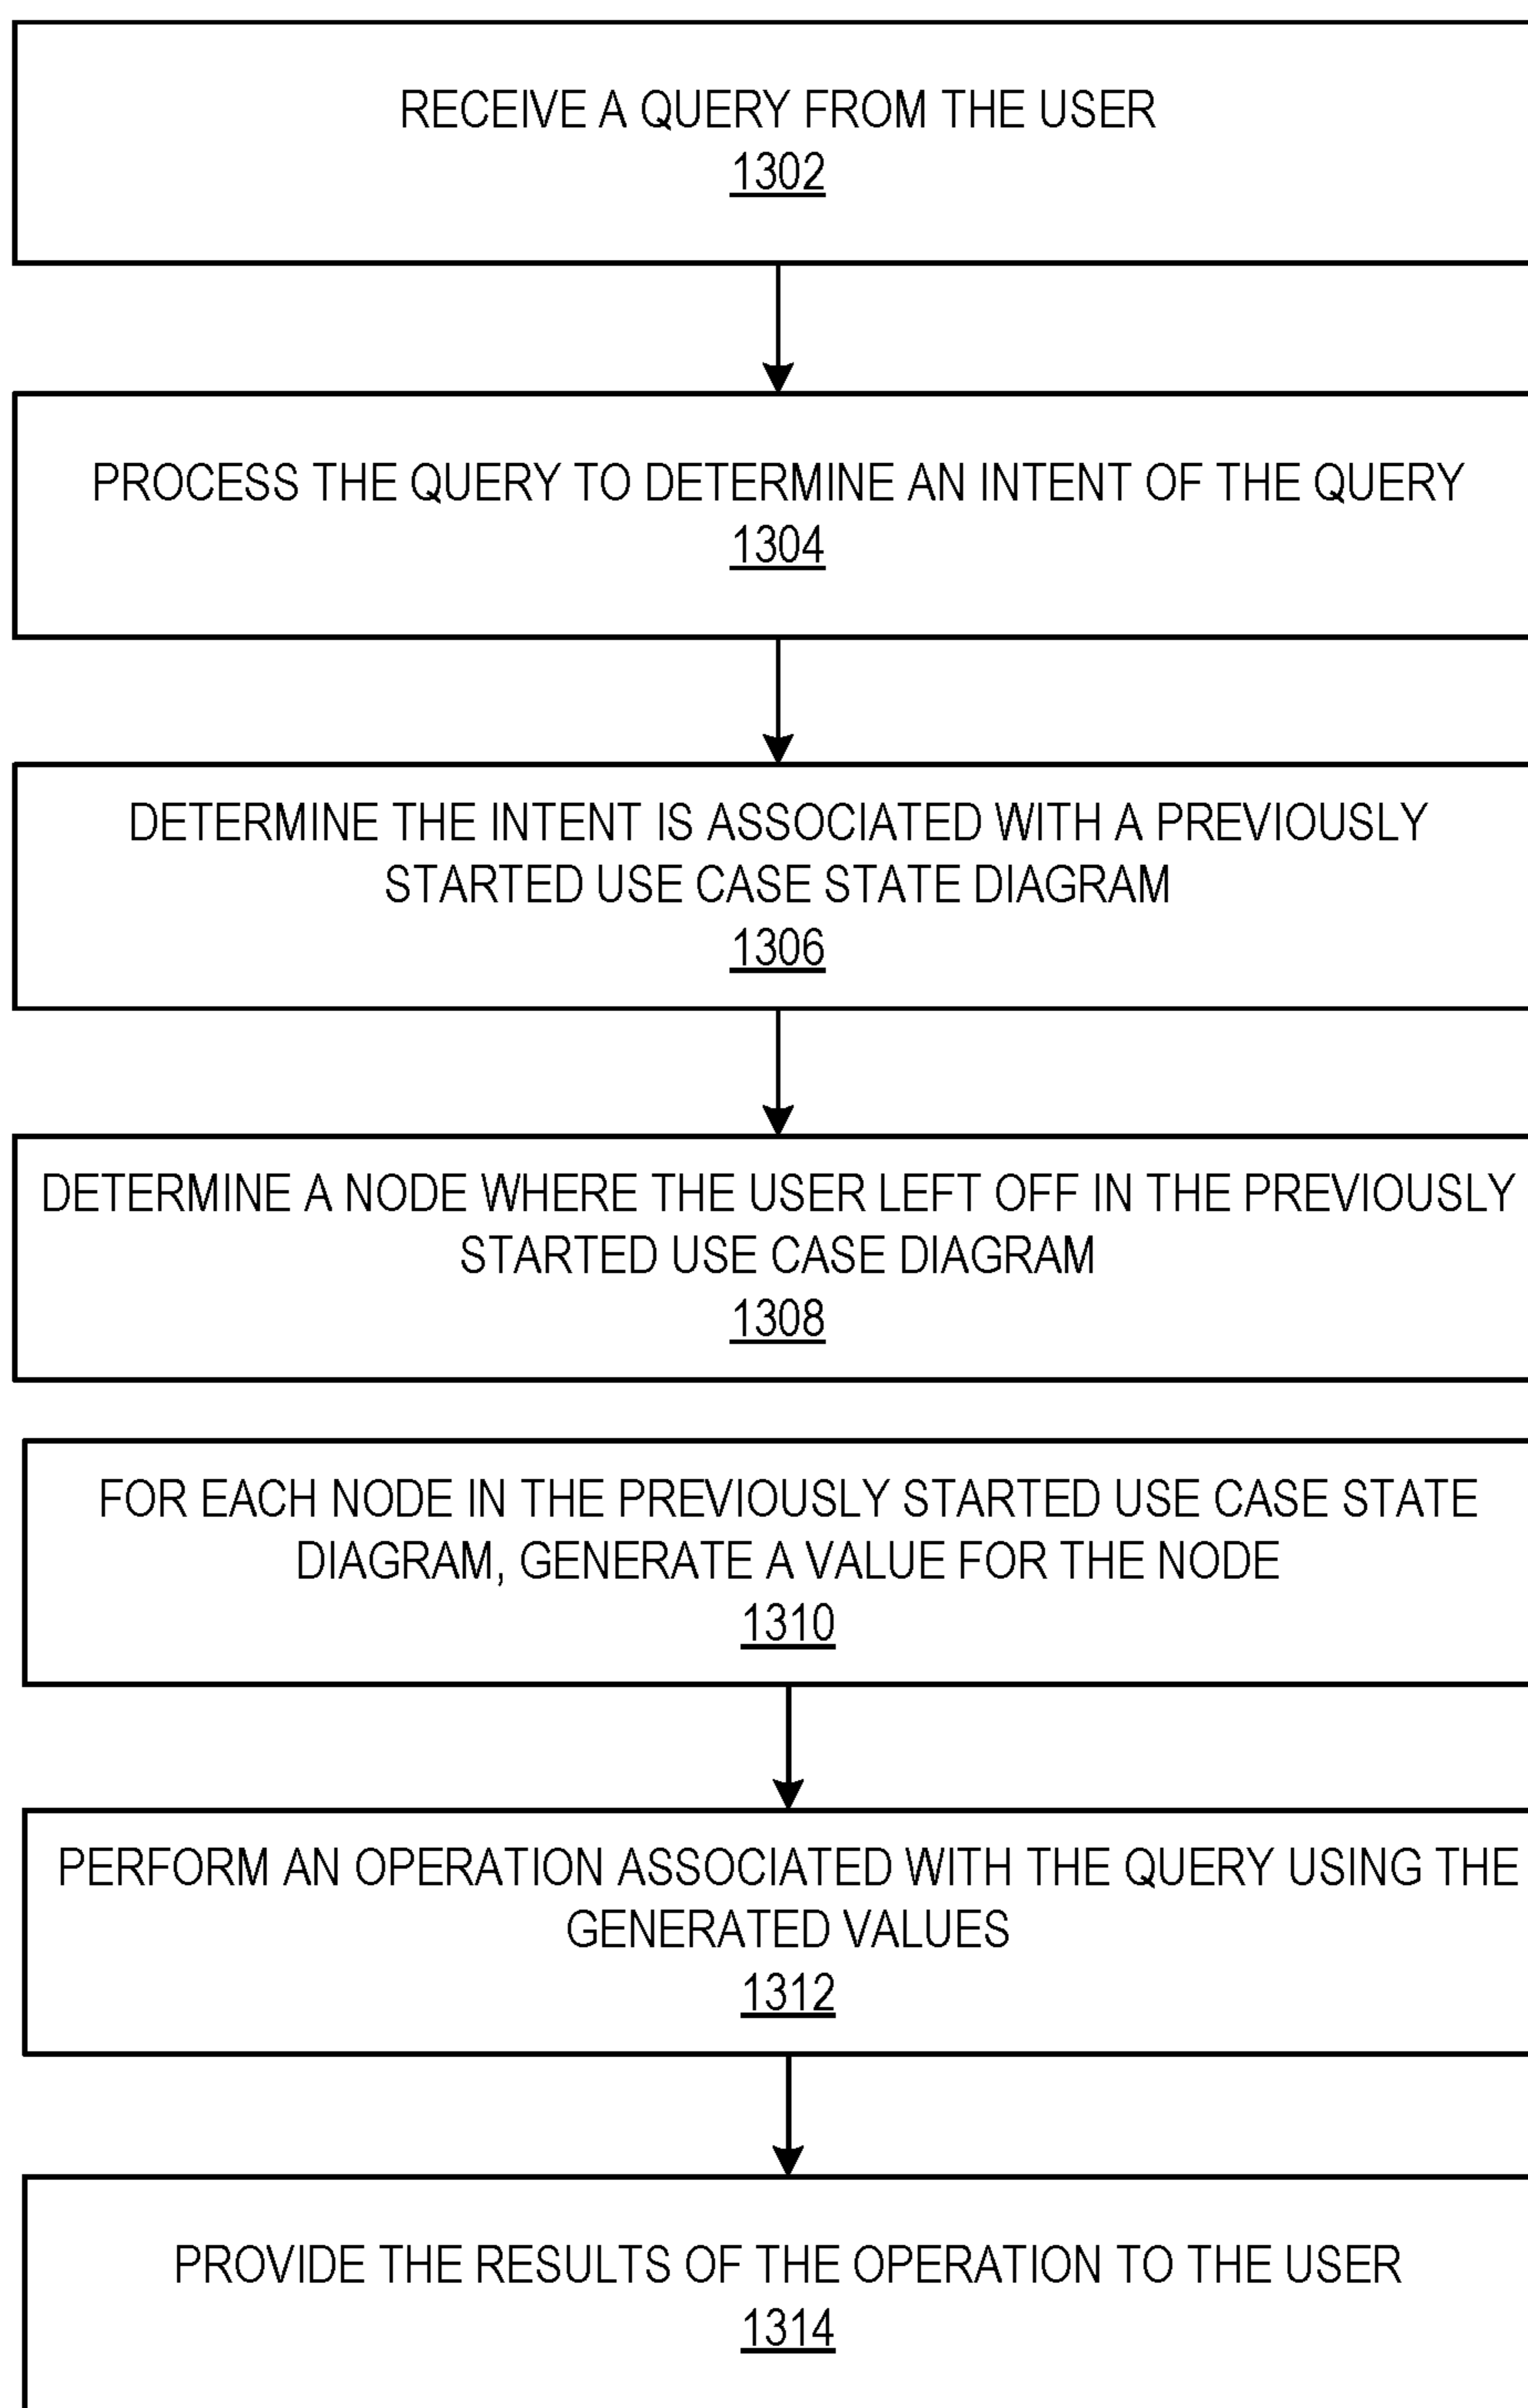 RECEIVE A QUERY FROM THE USER
1302
PROCESS THE QUERY TO DETERMINE AN INTENT OF THE QUERY
1304
DETERMINE THE INTENT IS ASSOCIATED WITH A PREVIOUSLY
STARTED USE CASE STATE DIAGRAM
1306
DETERMINE A NODE WHERE THE USER LEFT OFF IN THE PREVIOUSLY
STARTED USE CASE DIAGRAM
1308
FOR EACH NODE IN THE PREVIOUSLY STARTED USE CASE STATE
DIAGRAM, GENERATE A VALUE FOR THE NODE
1310
PERFORM AN OPERATION ASSOCIATED WITH THE QUERY USING THE
GENERATED VALUES
1312
PROVIDE THE RESULTS OF THE OPERATION TO THE USER
1314